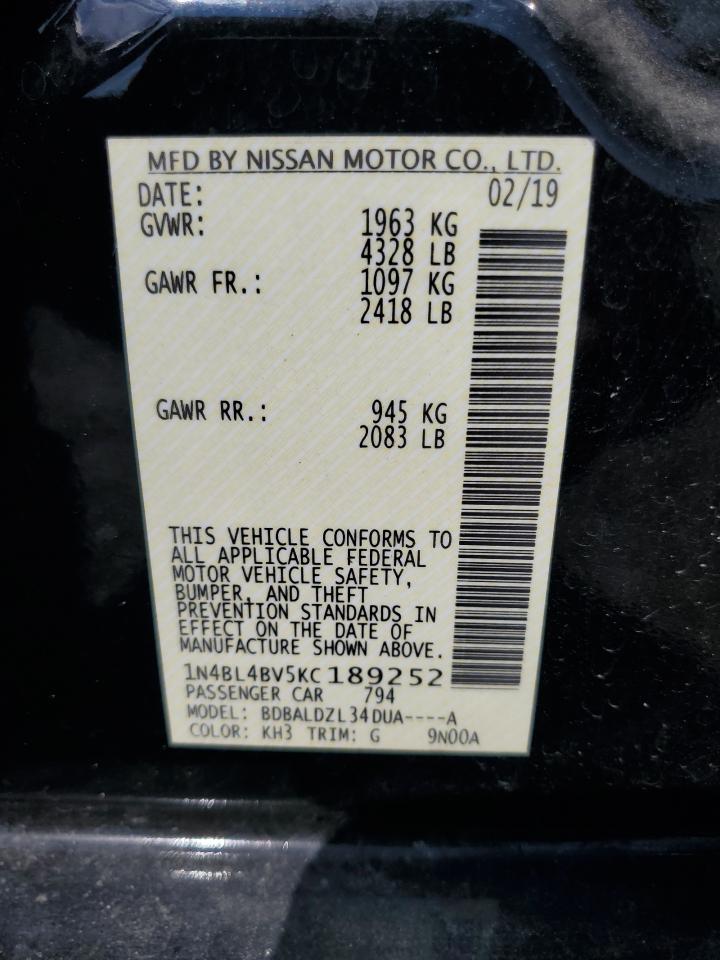 MFD BY NISSAN MOTOR CO., LTD.
DATE: 02/19
GVWR: 1963 KG
4328 LB
GAWR FR.: 1097 KG
2418 LB
GAWR RR.: 945 KG
2083 LB
THIS VEHICLE CONFORMS TO
ALL APPLICABLE FEDERAL
MOTOR VEHICLE SAFETY,
BUMPER, AND THEFT
PREVENTION STANDARDS IN
EFFECT ON THE DATE OF
MANUFACTURE SHOWN ABOVE.
1N4BL4BV5KC189252
PASSENGER CAR 794
MODEL: BDBALDZL34DUA----A
COLOR: KH3 TRIM: G 9N00A